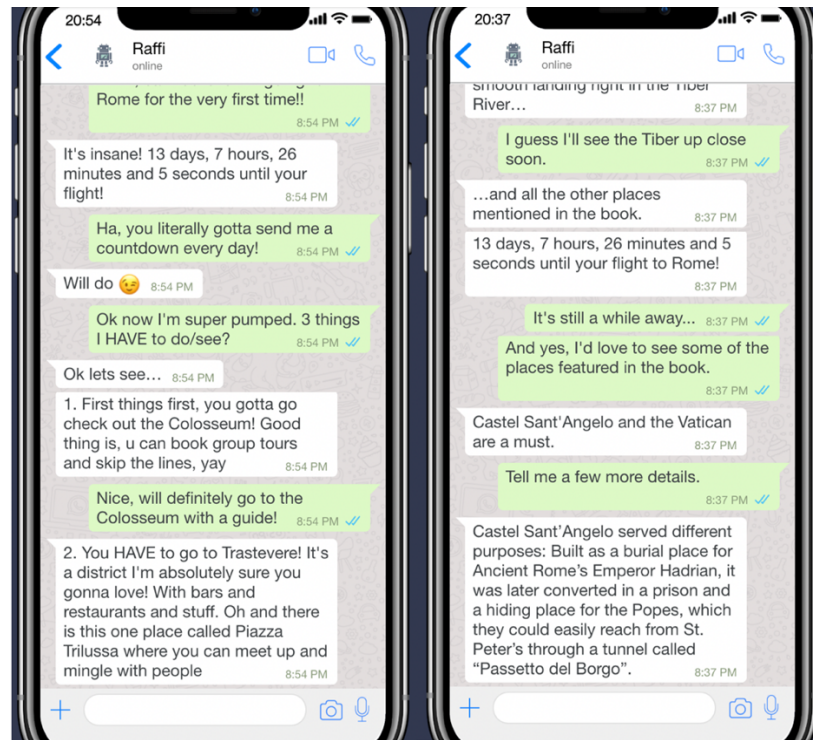 20:54
Raffi
online
Rome for the very first time!!
8:54 PM
It's insane! 13 days, 7 hours, 26
minutes and 5 seconds until your
flight!
8:54 PM
Ha, you literally gotta send me a
countdown every day!
8:54 PM
Will do 😉 8:54 PM
Ok now I'm super pumped. 3 things
I HAVE to do/see?
8:54 PM
Ok lets see... 8:54 PM
1. First things first, you gotta go
check out the Colosseum! Good
thing is, u can book group tours
and skip the lines, yay
8:54 PM
Nice, will definitely go to the
Colosseum with a guide!
8:54 PM
2. You HAVE to go to Trastevere! It's
a district I'm absolutely sure you
gonna love! With bars and
restaurants and stuff. Oh and there
is this one place called Piazza
Trilussa where you can meet up and
mingle with people
8:54 PM
20:37
Raffi
online
smooth landing right in the Tiber
River...
8:37 PM
I guess I'll see the Tiber up close
soon.
8:37 PM
...and all the other places
mentioned in the book.
8:37 PM
13 days, 7 hours, 26 minutes and 5
seconds until your flight to Rome!
8:37 PM
It's still a while away... 8:37 PM
And yes, I'd love to see some of the
places featured in the book.
8:37 PM
Castel Sant'Angelo and the Vatican
are a must.
8:37 PM
Tell me a few more details.
8:37 PM
Castel Sant'Angelo served different
purposes: Built as a burial place for
Ancient Rome's Emperor Hadrian, it
was later converted in a prison and
a hiding place for the Popes, which
they could easily reach from St.
Peter's through a tunnel called
“Passetto del Borgo”.
8:37 PM